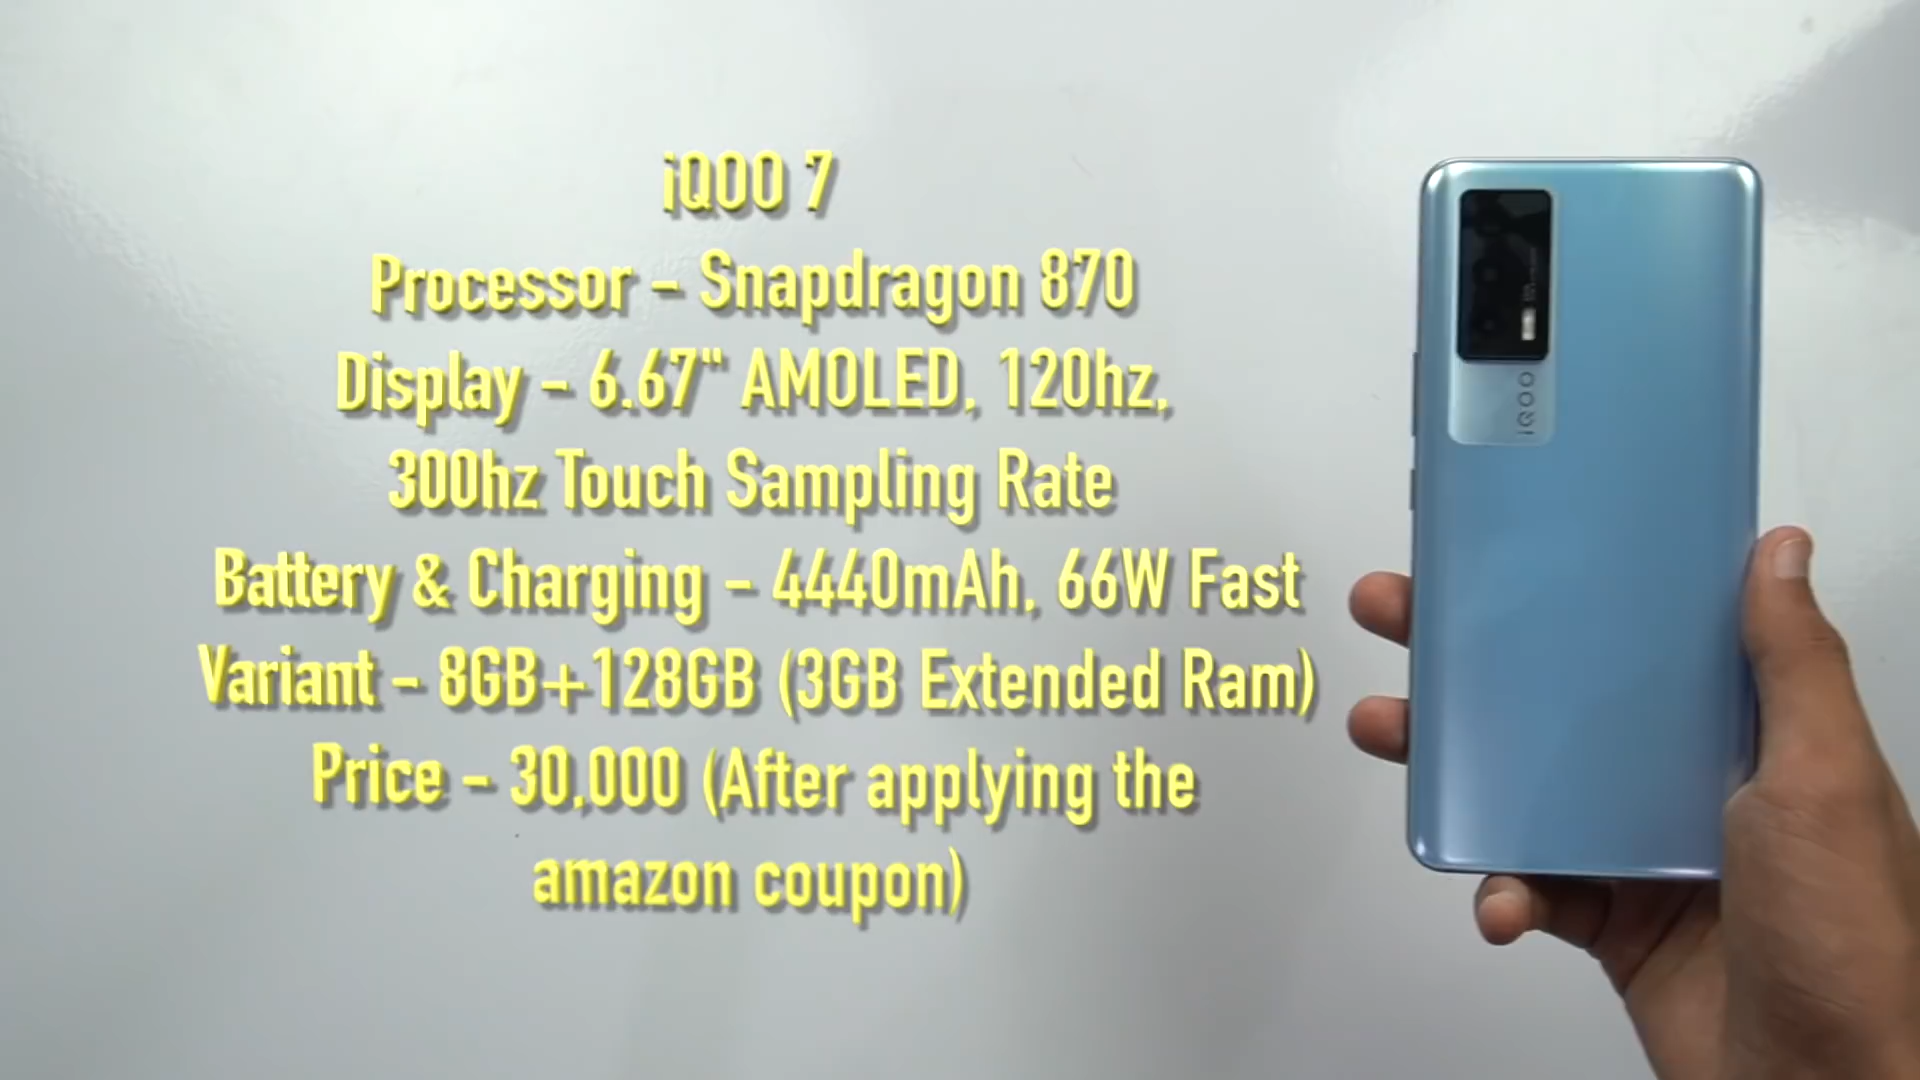 iQOO 7
Processor - Snapdragon 870
Display - 6.67" AMOLED, 120hz,
300hz Touch Sampling Rate
Battery & Charging - 4440mAh, 66W Fast
Variant - 8GB+128GB (3GB Extended Ram)
Price - 30,000 (After applying the
amazon coupon)
iQOO